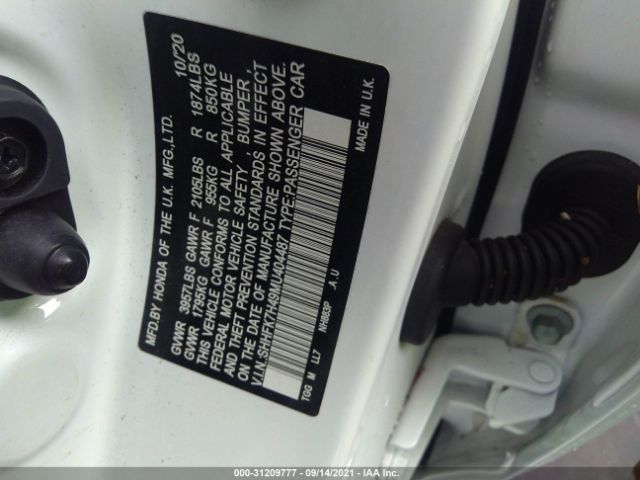 MFD.BY HONDA OF THE U.K. MFG.,LTD. 10/20
GVWR 3957LBS GAWR F 2105LBS R 1874LBS
GVWR 1795KG GAWR F 955KG R 850KG
THIS VEHICLE CONFORMS TO ALL APPLICABLE
FEDERAL MOTOR VEHICLE SAFETY, BUMPER,
AND THEFT PREVENTION STANDARDS IN EFFECT
ON THE DATE OF MANUFACTURE SHOWN ABOVE.
V.I.N.:SHHFK7H49MU404487 TYPE:PASSENGER CAR
TGG M LL7 NH883P .A.U MADE IN U.K.
000-31209777 - 09/14/2021 - IAA Inc.